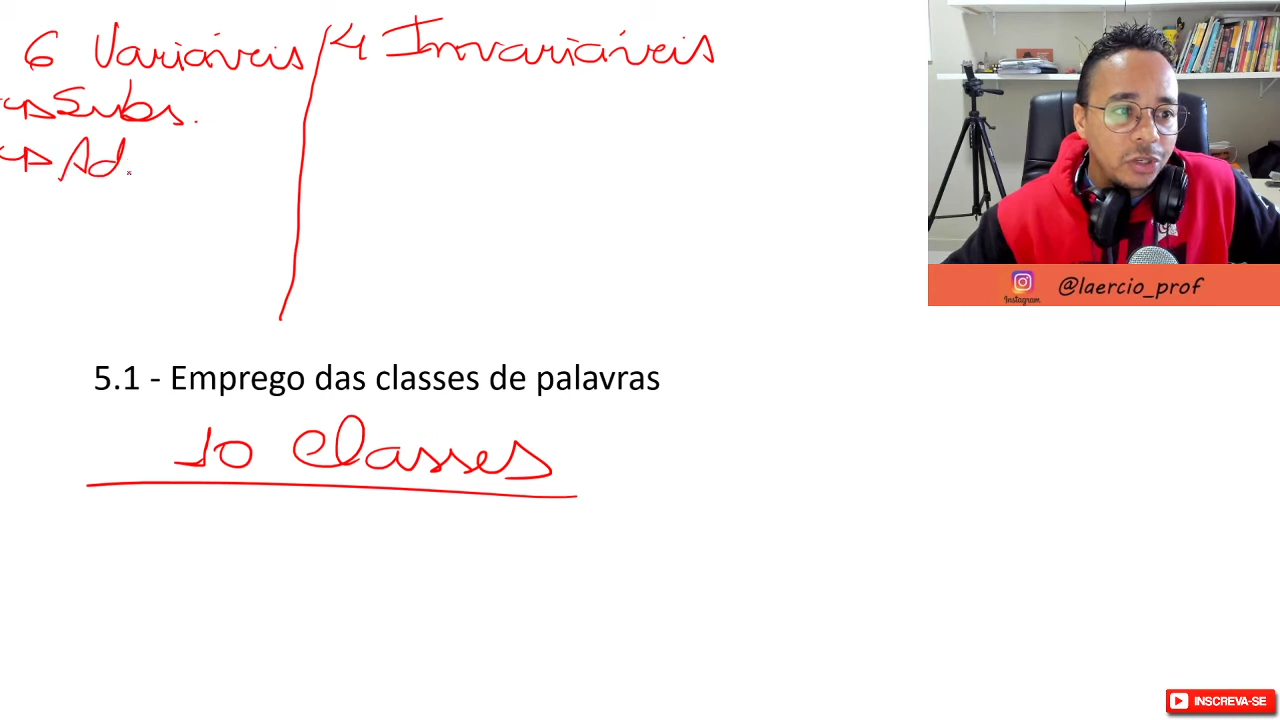 6 Variáveis / 4 Invariáveis
↳ Subs.
↳ Ad
@laercio_prof
Instagram
5.1 - Emprego das classes de palavras
10 classes
INSCREVA-SE